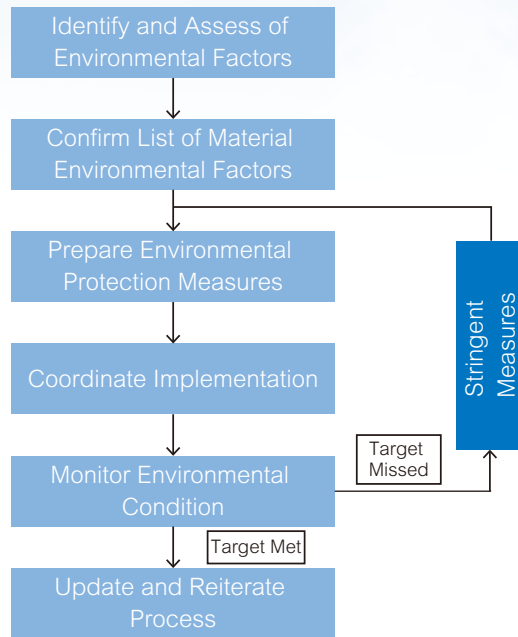 Identify and Assess of
Environmental Factors
Confirm List of Material
Environmental Factors
Prepare Environmental
Protection Measures
Stringent
Measures
Coordinate Implementation
Target
Missed
Monitor Environmental
Condition
Target Met
Update and Reiterate
Process